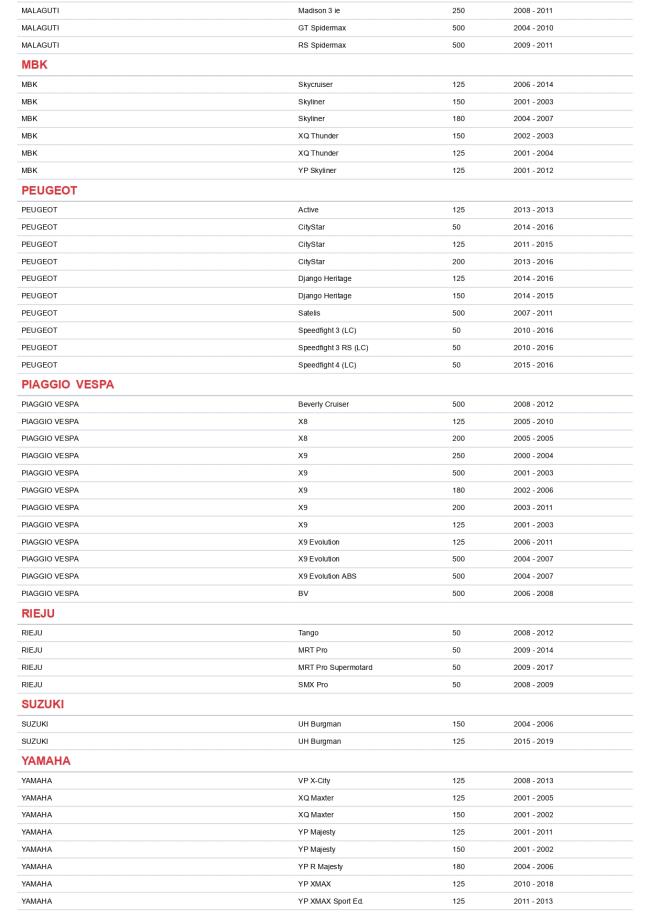 MALAGUTI Madison 3 ie 250 2008 - 2011
MALAGUTI GT Spidermax 500 2004 - 2010
MALAGUTI RS Spidermax 500 2009 - 2011
MBK
MBK Skycruiser 125 2006 - 2014
MBK Skyliner 150 2001 - 2003
MBK Skyliner 180 2004 - 2007
MBK XQ Thunder 150 2002 - 2003
MBK XQ Thunder 125 2001 - 2004
MBK YP Skyliner 125 2001 - 2012
PEUGEOT
PEUGEOT Active 125 2013 - 2013
PEUGEOT CityStar 50 2014 - 2016
PEUGEOT CityStar 125 2011 - 2015
PEUGEOT CityStar 200 2013 - 2016
PEUGEOT Django Heritage 125 2014 - 2016
PEUGEOT Django Heritage 150 2014 - 2015
PEUGEOT Satelis 500 2007 - 2011
PEUGEOT Speedfight 3 (LC) 50 2010 - 2016
PEUGEOT Speedfight 3 RS (LC) 50 2010 - 2016
PEUGEOT Speedfight 4 (LC) 50 2015 - 2016
PIAGGIO VESPA
PIAGGIO VESPA Beverly Cruiser 500 2008 - 2012
PIAGGIO VESPA X8 125 2005 - 2010
PIAGGIO VESPA X8 200 2005 - 2005
PIAGGIO VESPA X9 250 2000 - 2004
PIAGGIO VESPA X9 500 2001 - 2003
PIAGGIO VESPA X9 180 2002 - 2006
PIAGGIO VESPA X9 200 2003 - 2011
PIAGGIO VESPA X9 125 2001 - 2003
PIAGGIO VESPA X9 Evolution 125 2006 - 2011
PIAGGIO VESPA X9 Evolution 500 2004 - 2007
PIAGGIO VESPA X9 Evolution ABS 500 2004 - 2007
PIAGGIO VESPA BV 500 2006 - 2008
RIEJU
RIEJU Tango 50 2008 - 2012
RIEJU MRT Pro 50 2009 - 2014
RIEJU MRT Pro Supermotard 50 2009 - 2017
RIEJU SMX Pro 50 2008 - 2009
SUZUKI
SUZUKI UH Burgman 150 2004 - 2006
SUZUKI UH Burgman 125 2015 - 2019
YAMAHA
YAMAHA VP X-City 125 2008 - 2013
YAMAHA XQ Maxter 125 2001 - 2005
YAMAHA XQ Maxter 150 2001 - 2002
YAMAHA YP Majesty 125 2001 - 2011
YAMAHA YP Majesty 150 2001 - 2002
YAMAHA YP R Majesty 180 2004 - 2006
YAMAHA YP XMAX 125 2010 - 2018
YAMAHA YP XMAX Sport Ed. 125 2011 - 2013